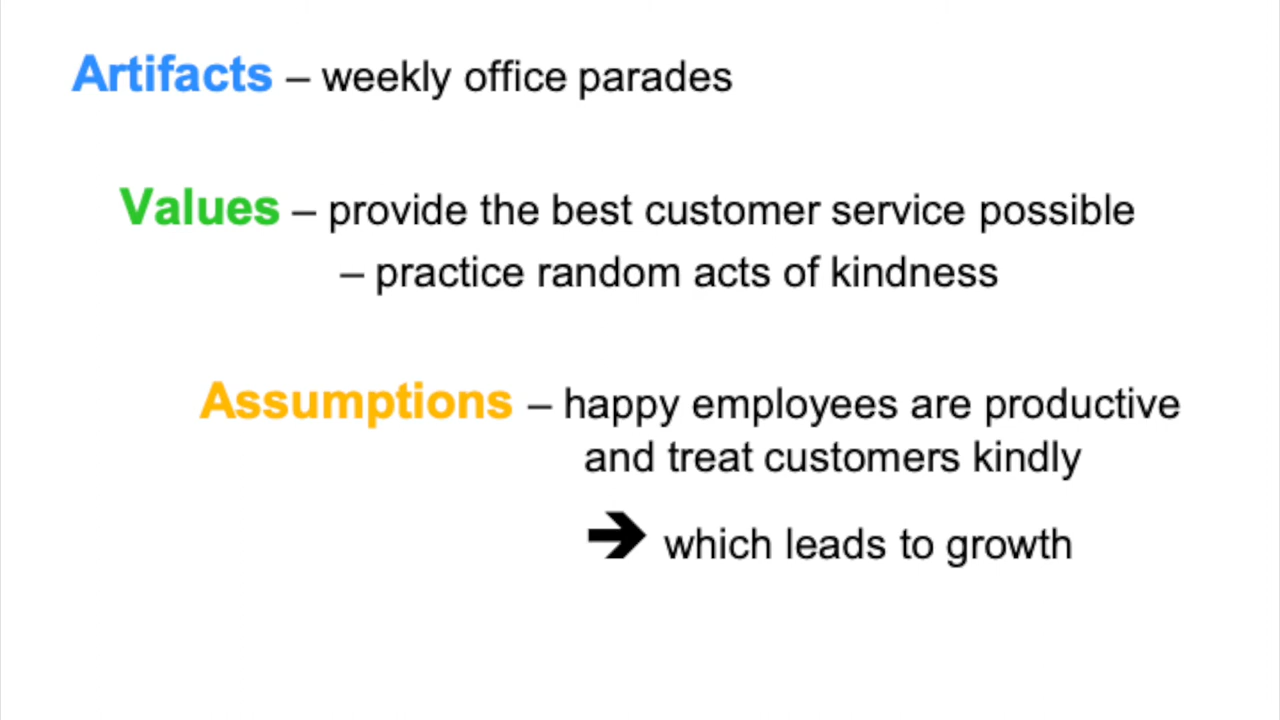 Artifacts – weekly office parades
Values – provide the best customer service possible
– practice random acts of kindness
Assumptions – happy employees are productive
and treat customers kindly
➔ which leads to growth